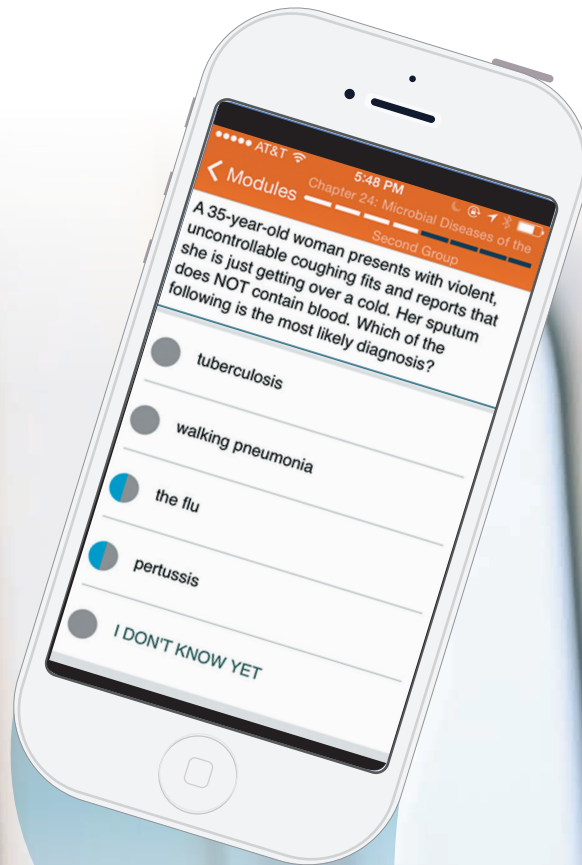 AT&T
5:48 PM
Modules
Chapter 24: Microbial Diseases of the
Second Group
A 35-year-old woman presents with violent,
uncontrollable coughing fits and reports that
she is just getting over a cold. Her sputum
does NOT contain blood. Which of the
following is the most likely diagnosis?
tuberculosis
walking pneumonia
the flu
pertussis
I DON'T KNOW YET